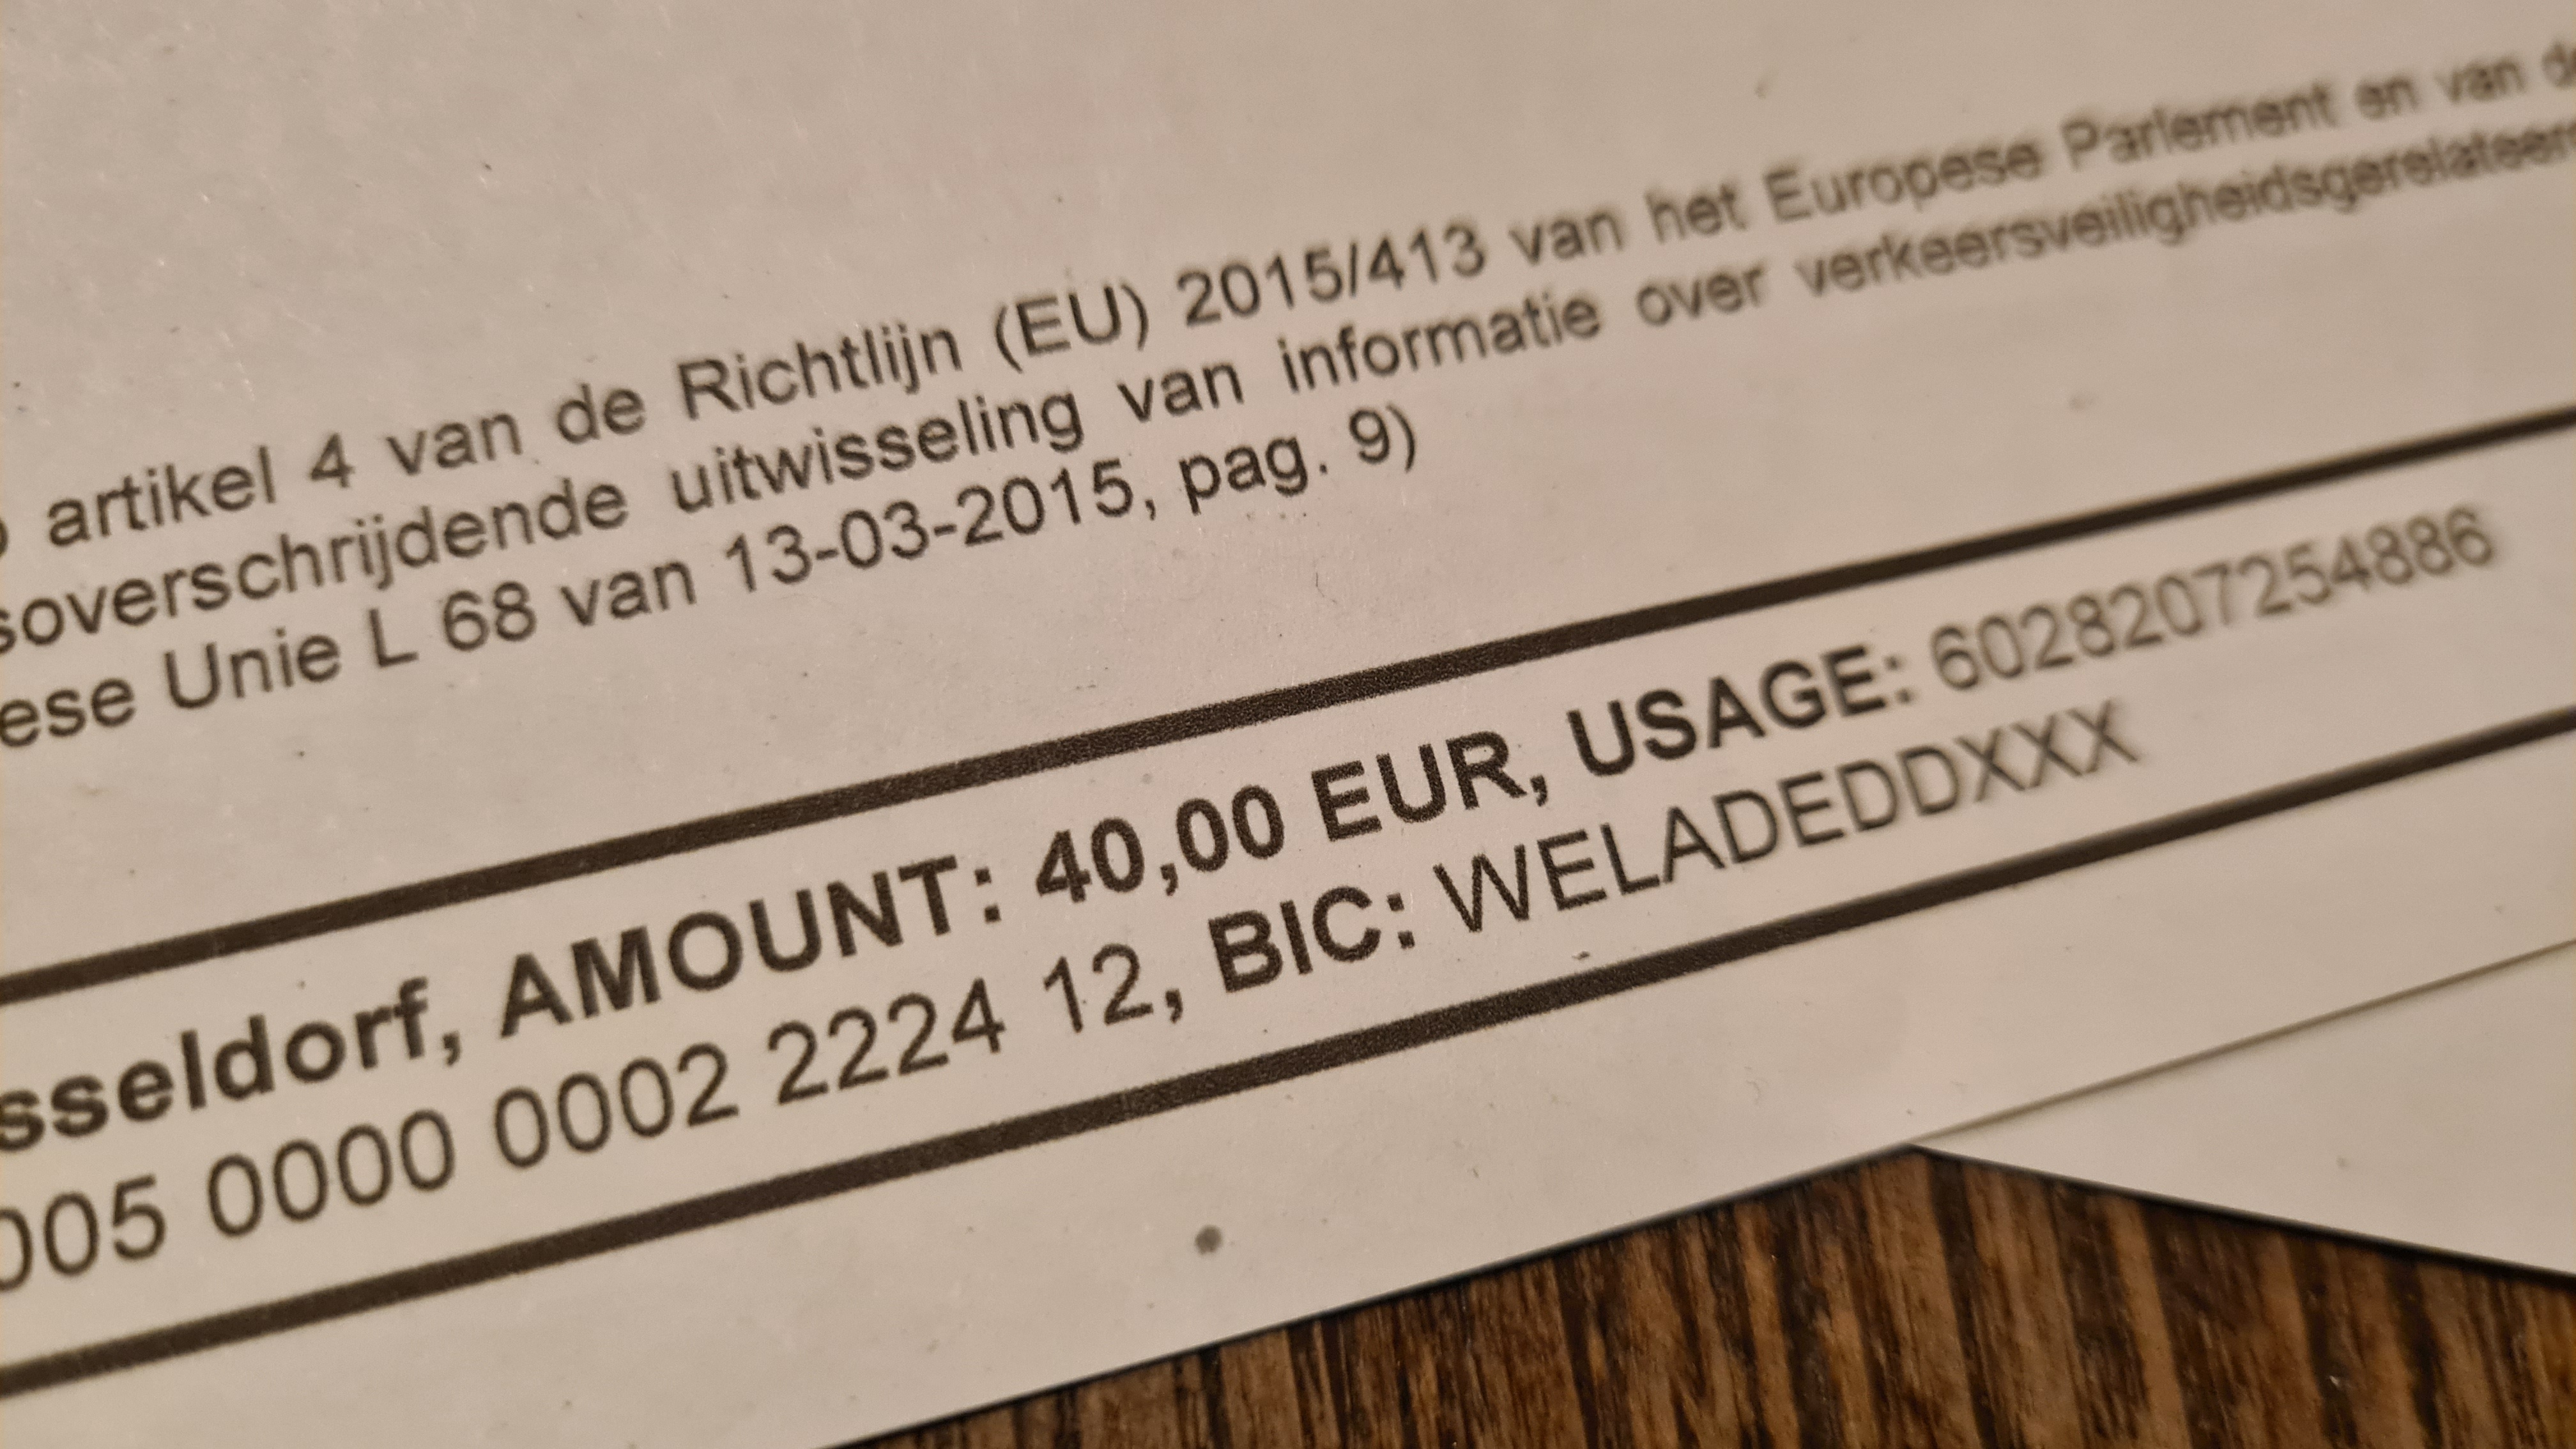 artikel 4 van de Richtlijn (EU) 2015/413 van het Europese Parlement en van de
soverschrijdende uitwisseling van informatie over verkeersveiligheidsgerelateer
ese Unie L 68 van 13-03-2015, pag. 9)
sseldorf, AMOUNT: 40,00 EUR, USAGE: 6028207254886
005 0000 0002 2224 12, BIC: WELADEDDXXX